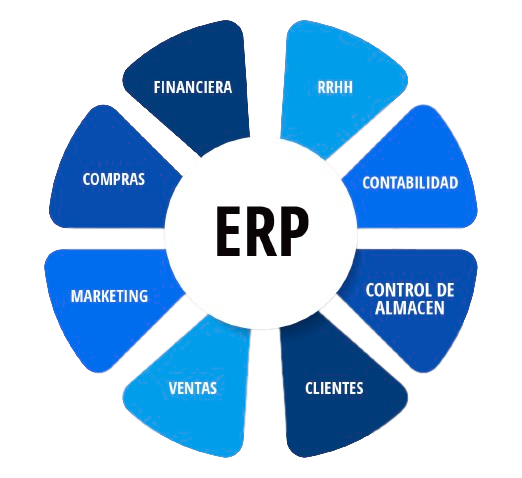 FINANCIERA
RRHH
COMPRAS
CONTABILIDAD
ERP
MARKETING
CONTROL DE
ALMACEN
VENTAS
CLIENTES